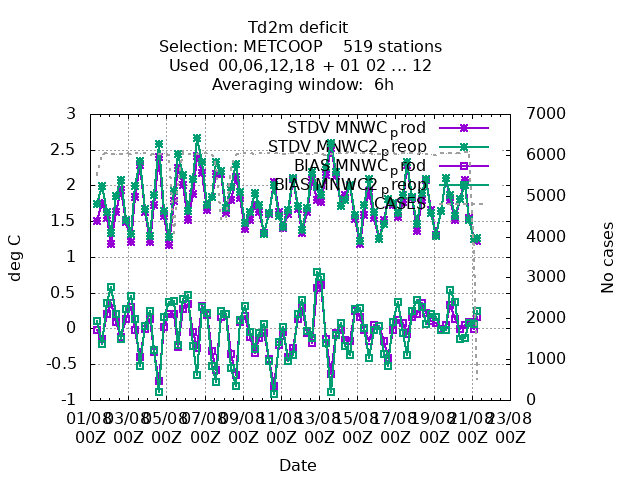 Td2m deficit
Selection: METCOOP 519 stations
Used 00,06,12,18 + 01 02 ... 12
Averaging window: 6h
3
2.5
2
1.5
1
0.5
0
-0.5
-1
7000
6000
5000
4000
3000
2000
1000
0
STDV MNWC_prod
STDV MNWC2_preop
BIAS MNWC_prod
BIAS MNWC2_preop
CASES
deg C
No cases
01/08 03/08 05/08 07/08 09/08 11/08 13/08 15/08 17/08 19/08 21/08 23/08
00Z 00Z 00Z 00Z 00Z 00Z 00Z 00Z 00Z 00Z 00Z 00Z
Date